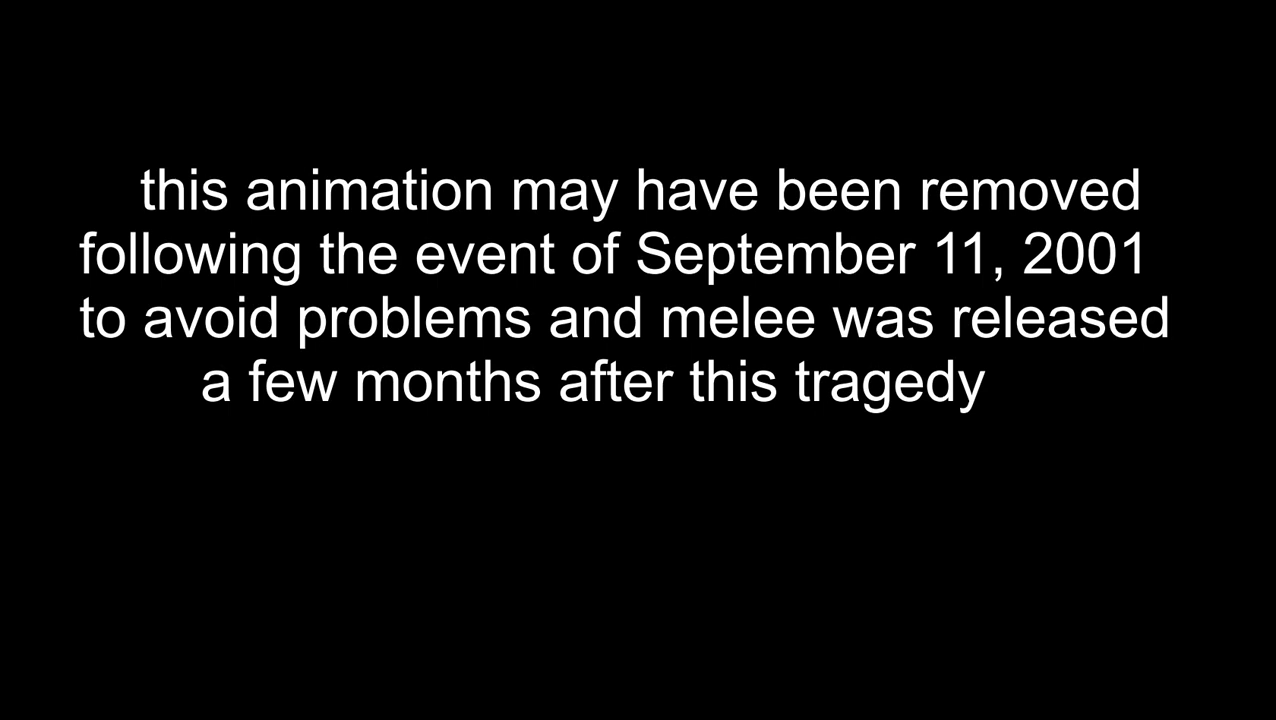 this animation may have been removed
following the event of September 11, 2001
to avoid problems and melee was released
a few months after this tragedy